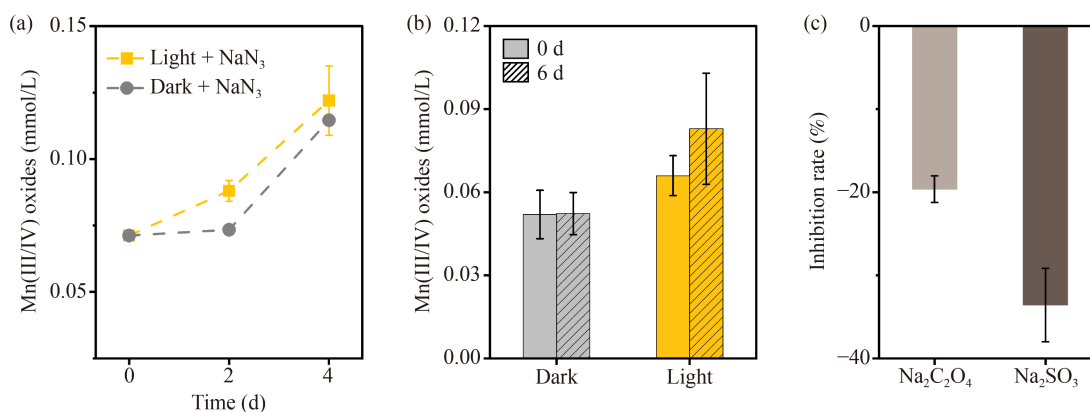 (a)
0.15
0.10
0.05
Mn(III/IV) oxides (mmol/L)
Light + NaN₃
Dark + NaN₃
0
2
4
Time (d)
(b)
0.12
0.09
0.06
0.03
0.00
Mn(III/IV) oxides (mmol/L)
0 d
6 d
Dark
Light
(c)
0
−20
−40
Inhibition rate (%)
Na₂C₂O₄
Na₂SO₃